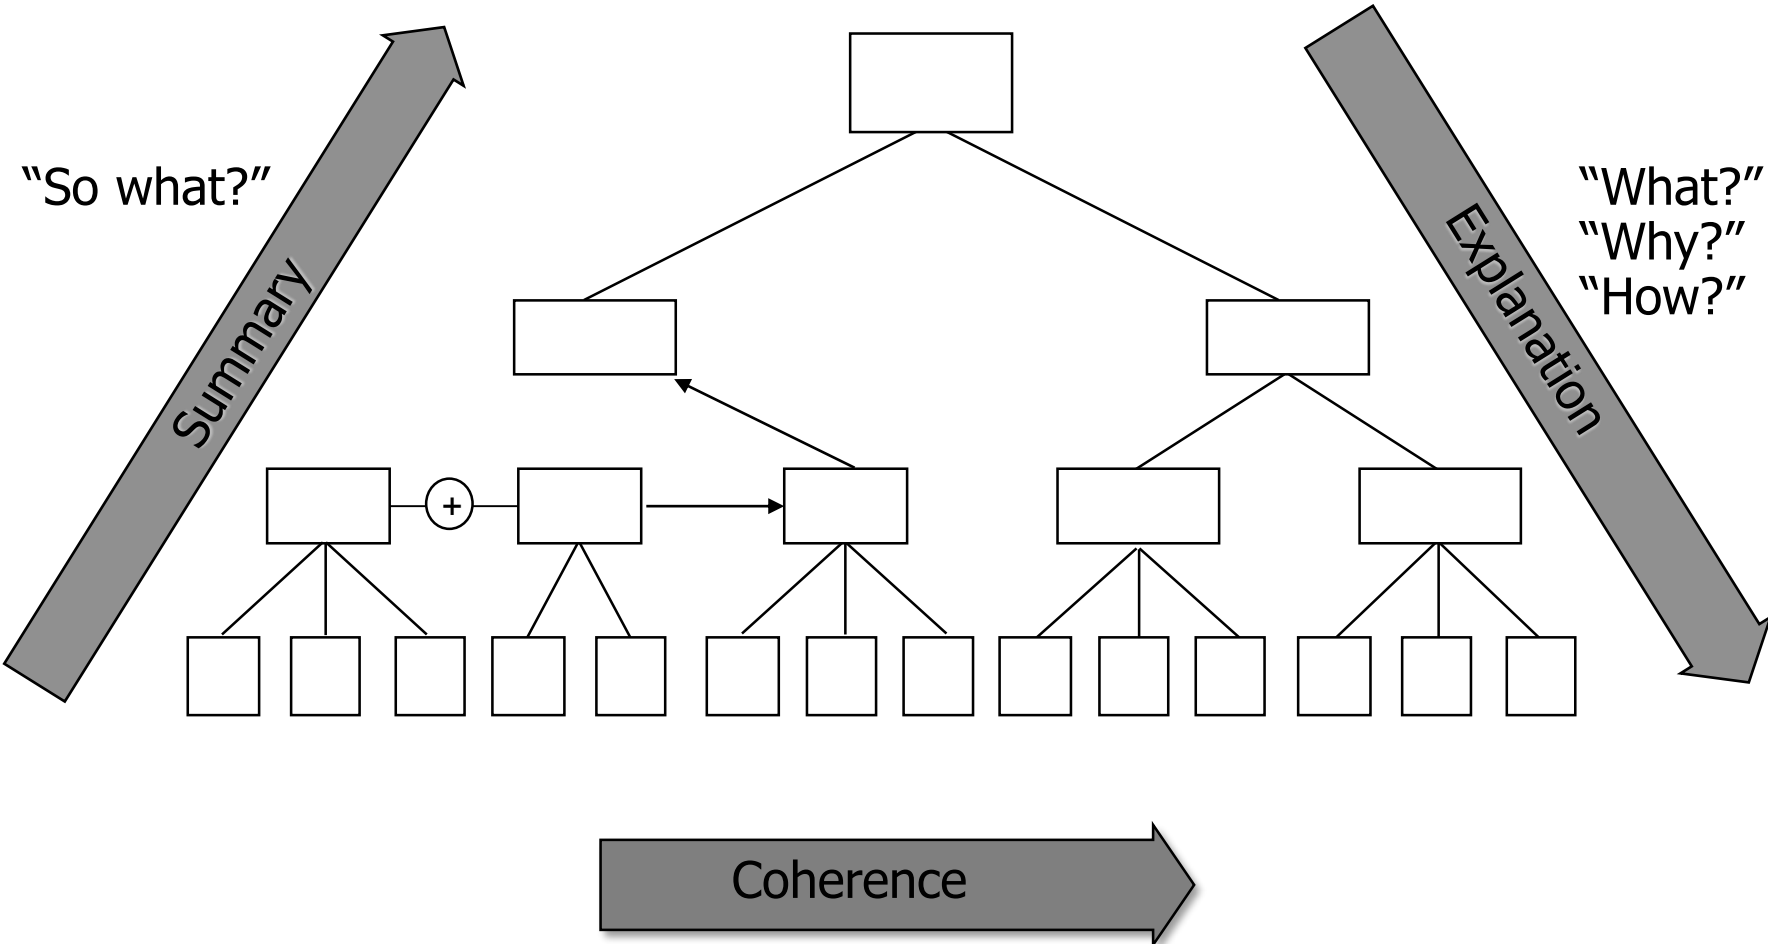 “So what?”
Summary
“What?”
“Why?”
“How?”
Explanation
+
Coherence